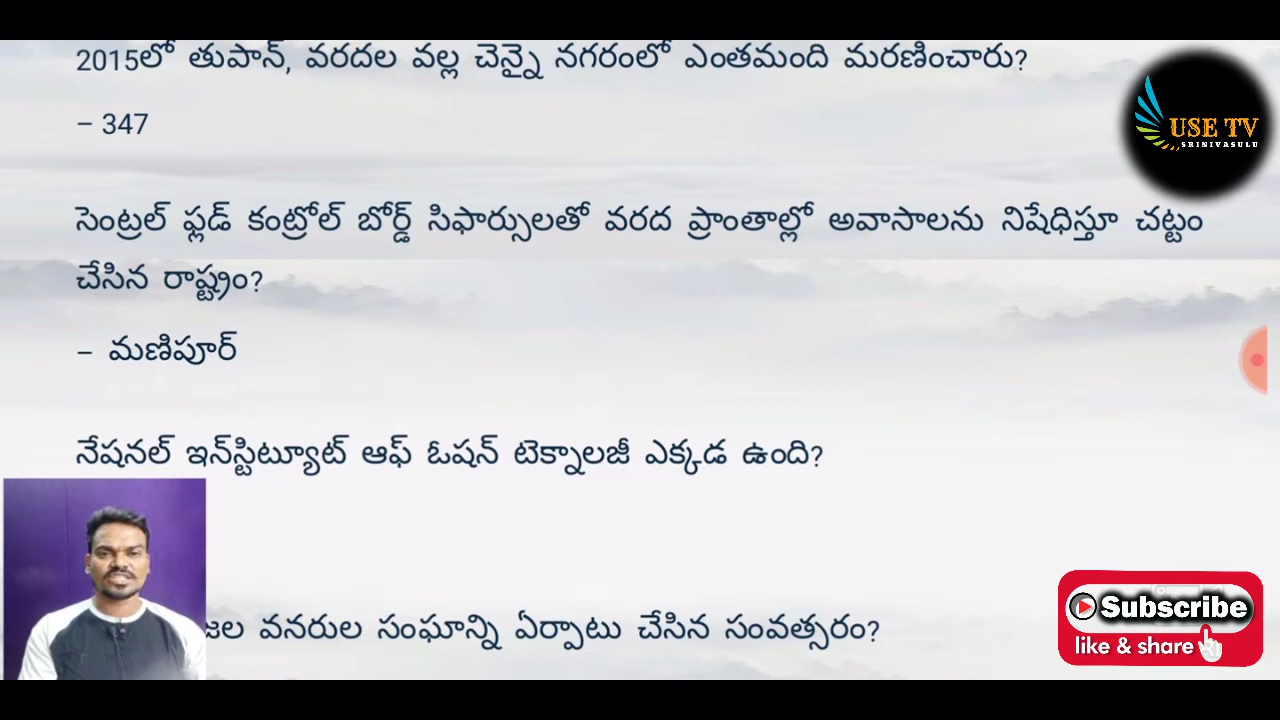 2015లో తుపాన్, వరదల వల్ల చెన్నై నగరంలో ఎంతమంది మరణించారు?
– 347
USE TV
SRINIVASULU
సెంట్రల్ ఫ్లడ్ కంట్రోల్ బోర్డ్ సిఫార్సులతో వరద ప్రాంతాల్లో అవాసాలను నిషేధిస్తూ చట్టం
చేసిన రాష్ట్రం?
– మణిపూర్
నేషనల్ ఇన్‌స్టిట్యూట్ ఆఫ్ ఓషన్ టెక్నాలజీ ఎక్కడ ఉంది?
జల వనరుల సంఘాన్ని ఏర్పాటు చేసిన సంవత్సరం?
Subscribe
like & share